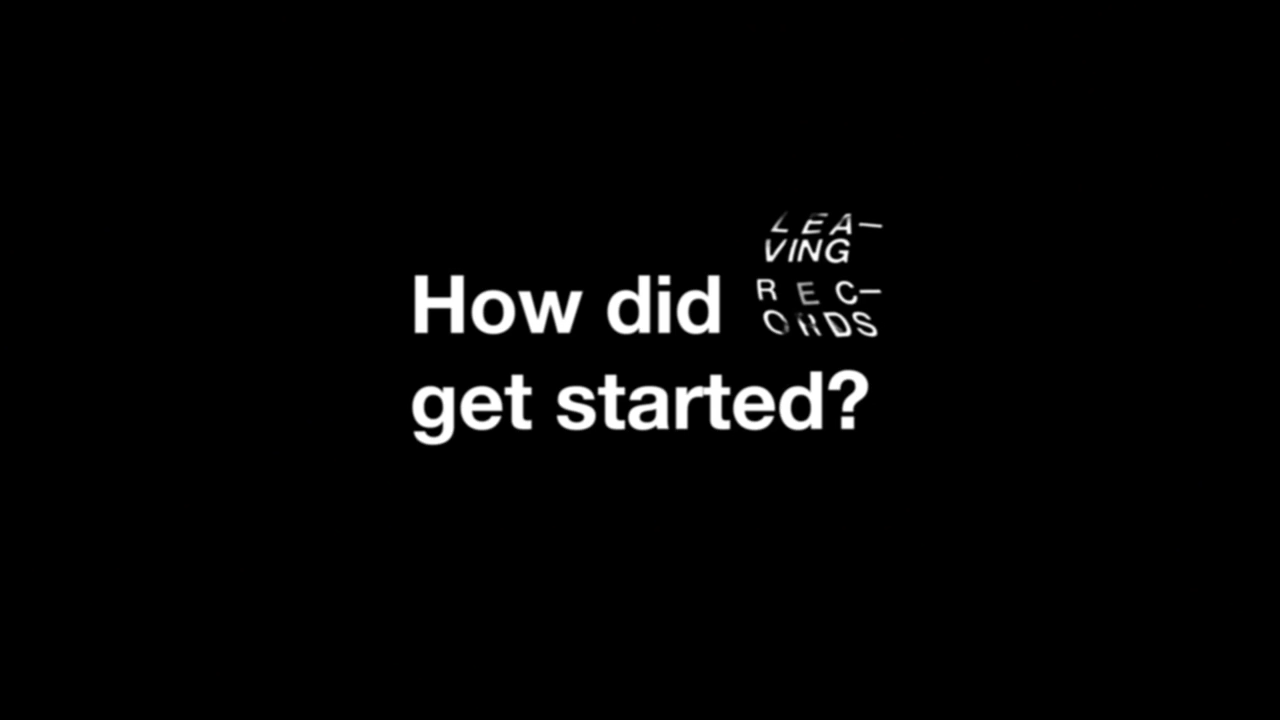 How did
LEA—
VING
REC—
ORDS
get started?